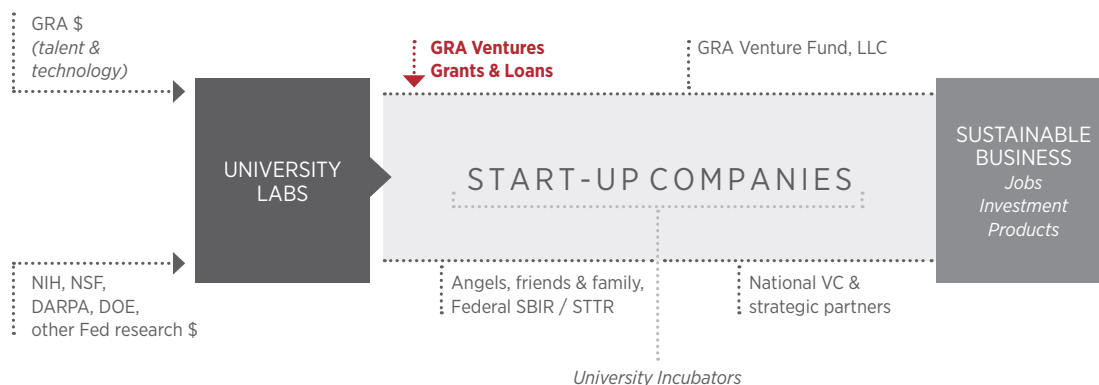 GRA $
(talent &
technology)
GRA Ventures
Grants & Loans
GRA Venture Fund, LLC
UNIVERSITY
LABS
START-UP COMPANIES
SUSTAINABLE
BUSINESS
Jobs
Investment
Products
NIH, NSF,
DARPA, DOE,
other Fed research $
Angels, friends & family,
Federal SBIR / STTR
National VC &
strategic partners
University Incubators